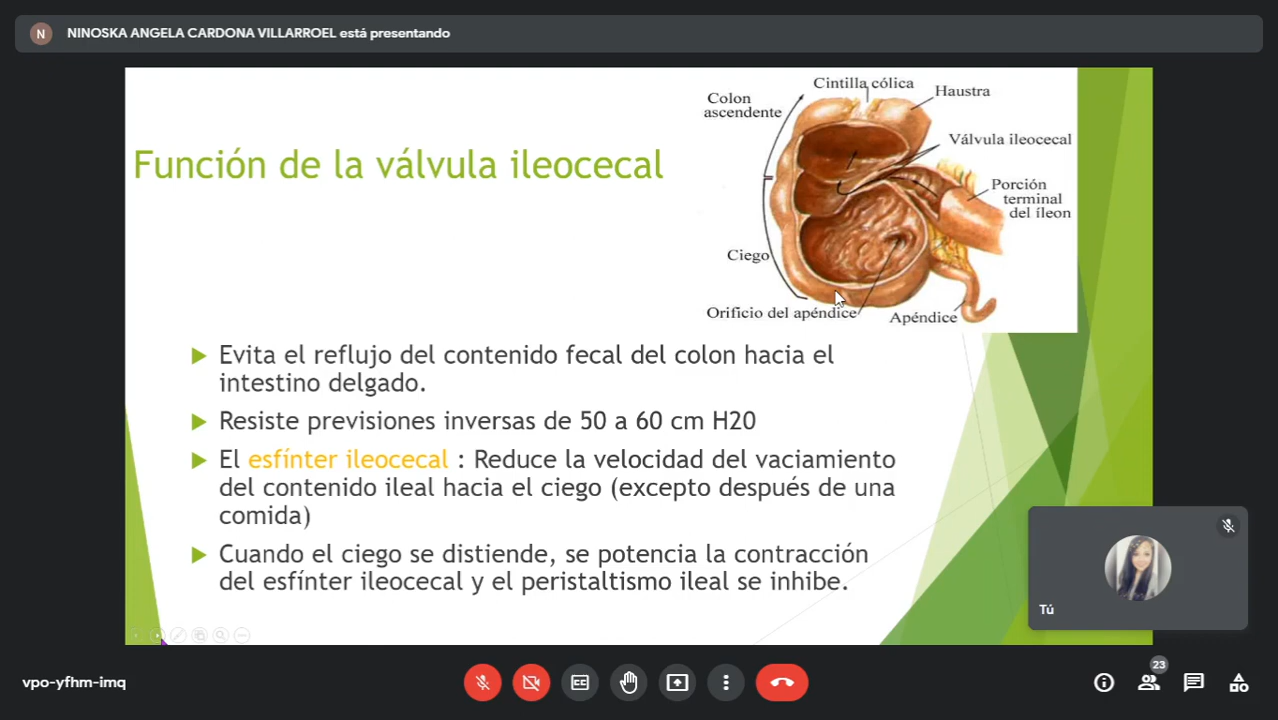 N
NINOSKA ANGELA CARDONA VILLARROEL está presentando
Función de la válvula ileocecal
Cintilla cólica
Colon
ascendente
Haustra
Válvula ileocecal
Porción
terminal
del íleon
Ciego
Orificio del apéndice
Apéndice
Evita el reflujo del contenido fecal del colon hacia el
intestino delgado.
Resiste previsiones inversas de 50 a 60 cm H20
El esfínter ileocecal : Reduce la velocidad del vaciamiento
del contenido ileal hacia el ciego (excepto después de una
comida)
Cuando el ciego se distiende, se potencia la contracción
del esfínter ileocecal y el peristaltismo ileal se inhibe.
Tú
vpo-yfhm-imq
CC
23